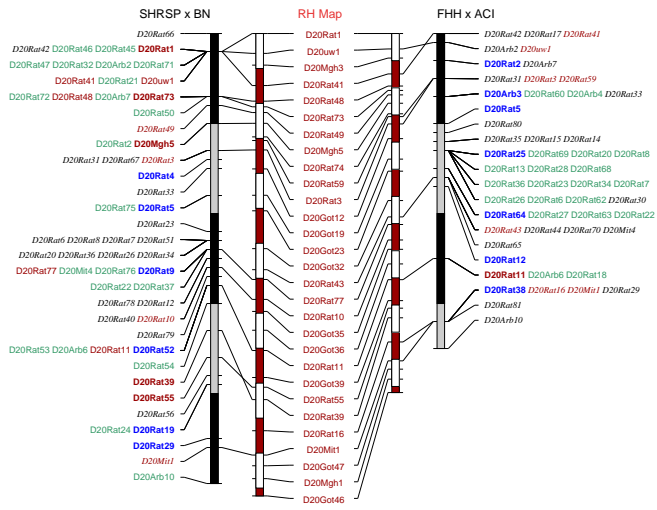 SHRSP x BN
RH Map
FHH x ACI
D20Rat66
D20Rat42 D20Rat46 D20Rat45 D20Rat1
D20Rat47 D20Rat32 D20Arb2 D20Rat71
D20Rat41 D20Rat21 D20uw1
D20Rat72 D20Rat48 D20Arb7 D20Rat73
D20Rat50
D20Rat49
D20Rat2 D20Mgh5
D20Rat31 D20Rat67 D20Rat3
D20Rat4
D20Rat33
D20Rat75 D20Rat5
D20Rat23
D20Rat6 D20Rat8 D20Rat7 D20Rat51
D20Rat20 D20Rat36 D20Rat26 D20Rat34
D20Rat77 D20Mit4 D20Rat76 D20Rat9
D20Rat22 D20Rat37
D20Rat78 D20Rat12
D20Rat40 D20Rat10
D20Rat79
D20Rat53 D20Arb6 D20Rat11 D20Rat52
D20Rat54
D20Rat39
D20Rat55
D20Rat56
D20Rat24 D20Rat19
D20Rat29
D20Mit1
D20Arb10
D20Rat1
D20uw1
D20Mgh3
D20Rat41
D20Rat48
D20Rat73
D20Rat49
D20Mgh5
D20Rat74
D20Rat59
D20Rat3
D20Got12
D20Got19
D20Got23
D20Got32
D20Rat43
D20Rat77
D20Rat10
D20Got35
D20Got36
D20Rat11
D20Got39
D20Rat55
D20Rat39
D20Rat16
D20Mit1
D20Got47
D20Mgh1
D20Got46
D20Rat42 D20Rat17 D20Rat41
D20Arb2 D20uw1
D20Rat2 D20Arb7
D20Rat31 D20Rat3 D20Rat59
D20Arb3 D20Rat60 D20Arb4 D20Rat33
D20Rat5
D20Rat80
D20Rat35 D20Rat15 D20Rat14
D20Rat25 D20Rat69 D20Rat20 D20Rat8
D20Rat13 D20Rat28 D20Rat68
D20Rat36 D20Rat23 D20Rat34 D20Rat7
D20Rat26 D20Rat6 D20Rat62 D20Rat30
D20Rat64 D20Rat27 D20Rat63 D20Rat22
D20Rat43 D20Rat44 D20Rat70 D20Mit4
D20Rat65
D20Rat12
D20Rat11 D20Arb6 D20Rat18
D20Rat38 D20Rat16 D20Mit1 D20Rat29
D20Rat81
D20Arb10